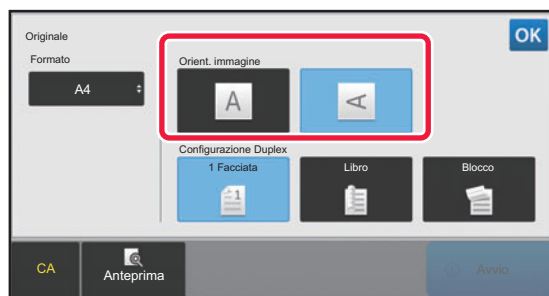 Originale
OK
Formato
Orient. immagine
A4
A
A
Configurazione Duplex
1 Facciata
Libro
Blocco
1
CA
Anteprima
Avvio